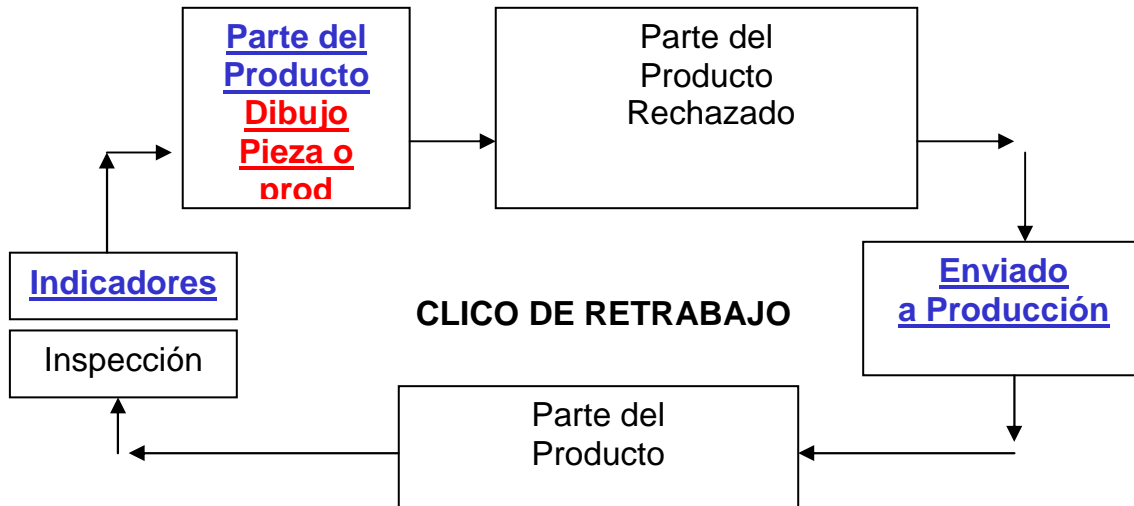 Parte del
Producto
Dibujo
Pieza o
prod
Parte del
Producto
Rechazado
Indicadores
Enviado
a Producción
CLICO DE RETRABAJO
Inspección
Parte del
Producto